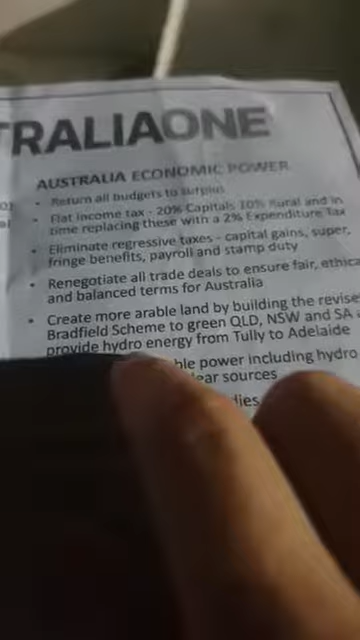 TRALIAONE
AUSTRALIA ECONOMIC POWER
• Return all budgets to surplus
• Flat income tax - 20% Capitals 10% Rural and in
time replacing these with a 2% Expenditure Tax
• Eliminate regressive taxes - capital gains, super,
fringe benefits, payroll and stamp duty
• Renegotiate all trade deals to ensure fair, ethica
and balanced terms for Australia
• Create more arable land by building the revise
Bradfield Scheme to green QLD, NSW and SA
provide hydro energy from Tully to Adelaide
ble power including hydro
ear sources
dies